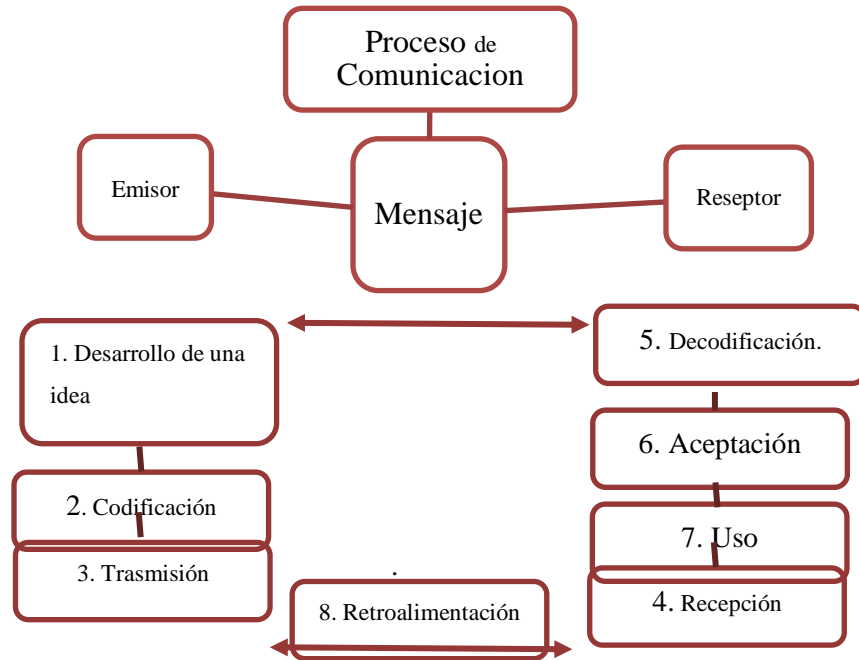 Proceso de
Comunicacion
Emisor
Mensaje
Reseptor
1. Desarrollo de una
idea
2. Codificación
3. Trasmisión
5. Decodificación.
6. Aceptación
7. Uso
4. Recepción
.
8. Retroalimentación